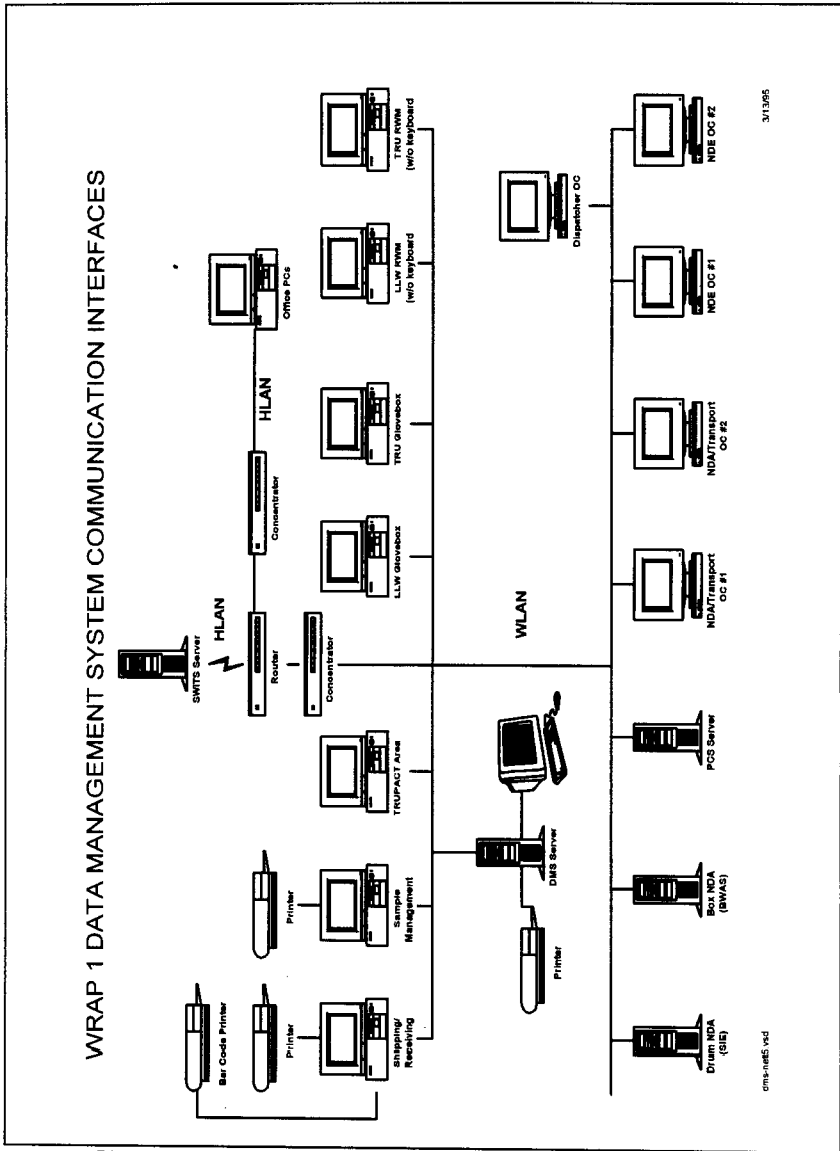 WRAP 1 DATA MANAGEMENT SYSTEM COMMUNICATION INTERFACES
SWITS Server
HLAN
Router
Concentrator
HLAN
Office PCs
Concentrator
Bar Code Printer
Printer
Shipping/
Receiving
Printer
Sample
Management
TRUPACT Area
LLW Glovebox
TRU Glovebox
LLW RWM
(w/o keyboard)
TRU RWM
(w/o keyboard)
Printer
DMS Server
WLAN
Dispatcher OC
Drum NDA
(SIE)
Box NDA
(BWAS)
PCS Server
NDA/Transport
OC #1
NDA/Transport
OC #2
NDE OC #1
NDE OC #2
dms-net5.vsd
3/13/95